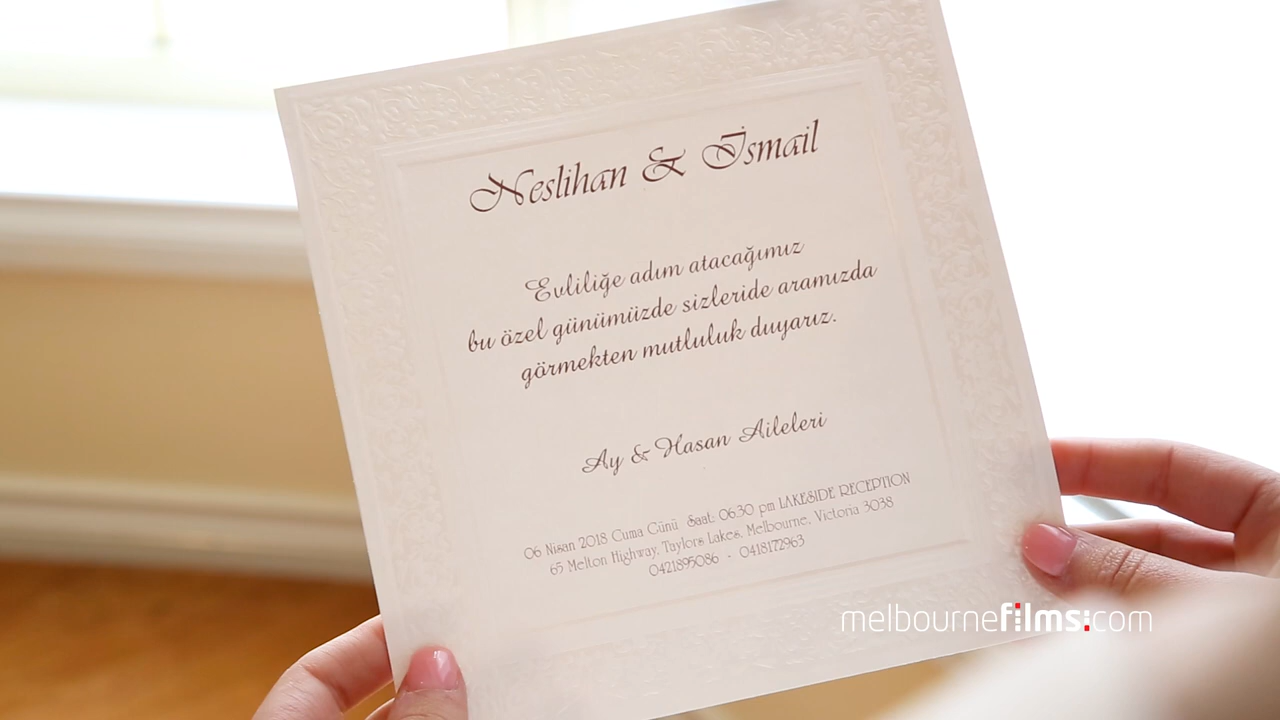 Neslihan & İsmail
Evliliğe adım atacağımız
bu özel günümüzde sizleride aramızda
görmekten mutluluk duyarız.
Ay & Hasan Aileleri
06 Nisan 2018 Cuma Günü Saat: 06:30 pm LAKESIDE RECEPTION
65 Melton Highway, Taylors Lakes, Melbourne, Victoria 3038
0421895086 - 0418172963
melbournefilms.com